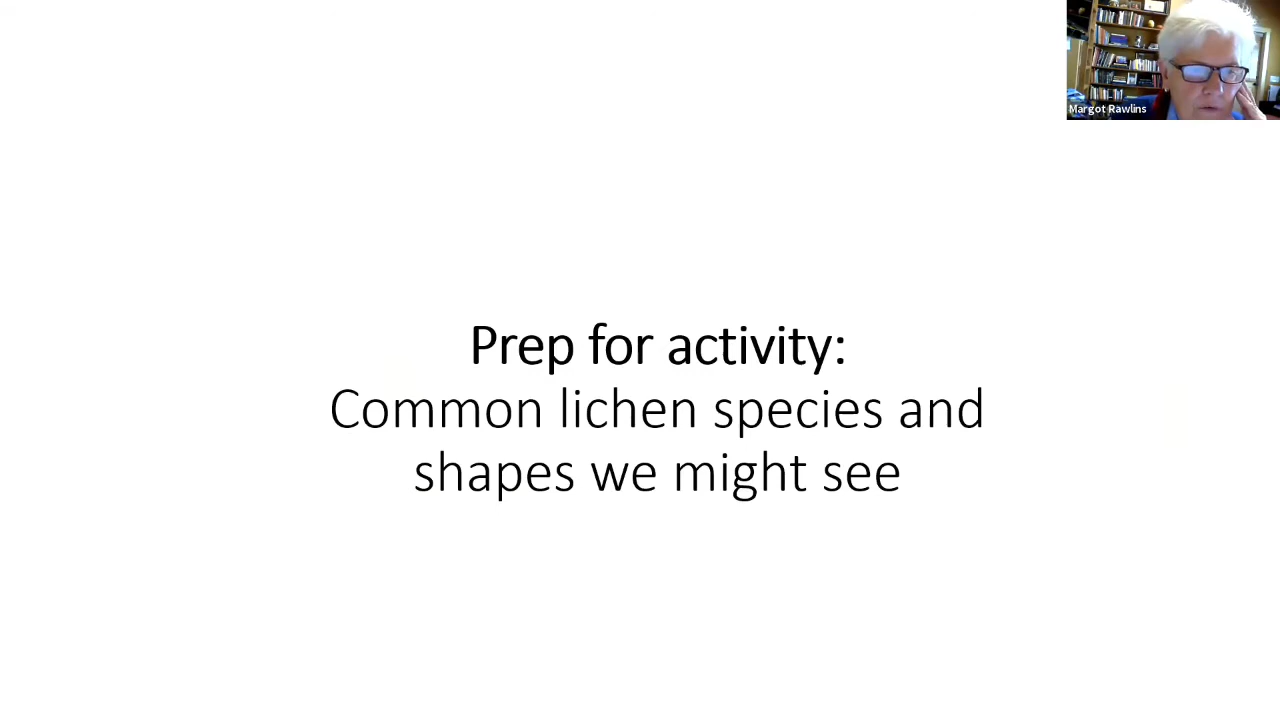 Margot Rawlins
Prep for activity:
Common lichen species and
shapes we might see